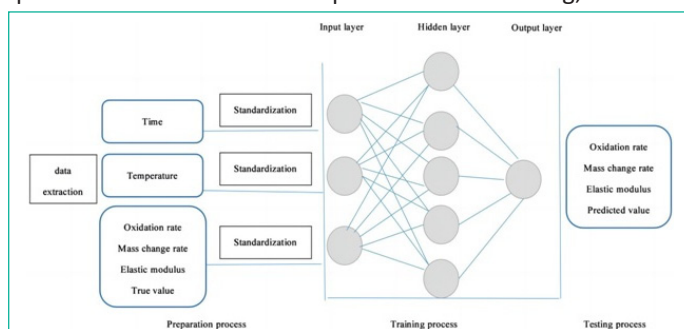 Input layer
Hidden layer
Output layer
Time
Standardization
data
extraction
Temperature
Standardization
Oxidation rate
Mass change rate
Elastic modulus
True value
Standardization
Oxidation rate
Mass change rate
Elastic modulus
Predicted value
Preparation process
Training process
Testing process